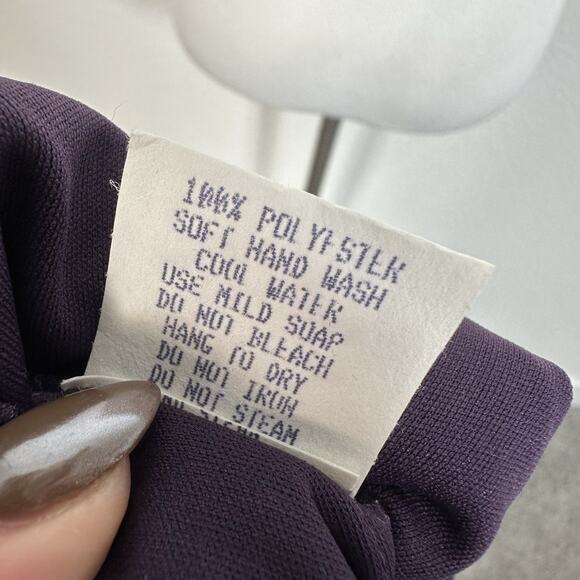 100% POLYESTER
SOFT HAND WASH
COOL WATER
USE MILD SOAP
DO NOT BLEACH
HANG TO DRY
DO NOT IRON
DO NOT STEAM